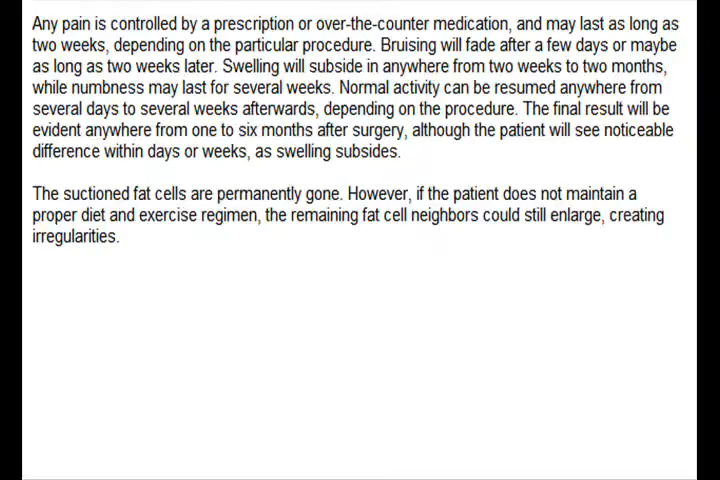 Any pain is controlled by a prescription or over-the-counter medication, and may last as long as
two weeks, depending on the particular procedure. Bruising will fade after a few days or maybe
as long as two weeks later. Swelling will subside in anywhere from two weeks to two months,
while numbness may last for several weeks. Normal activity can be resumed anywhere from
several days to several weeks afterwards, depending on the procedure. The final result will be
evident anywhere from one to six months after surgery, although the patient will see noticeable
difference within days or weeks, as swelling subsides.

The suctioned fat cells are permanently gone. However, if the patient does not maintain a
proper diet and exercise regimen, the remaining fat cell neighbors could still enlarge, creating
irregularities.